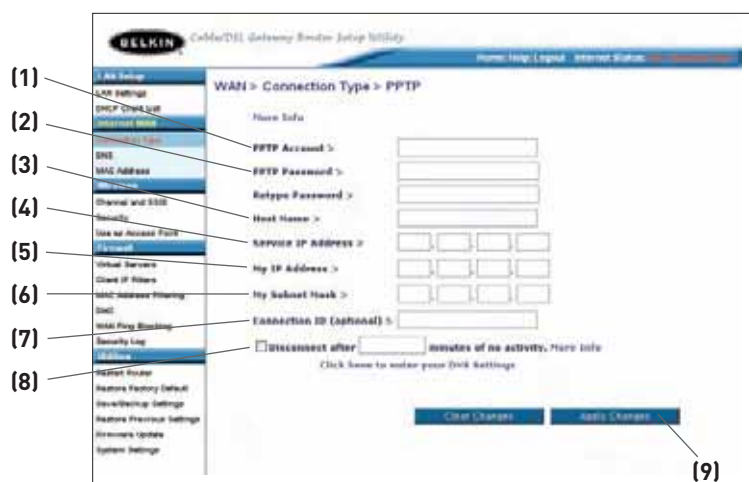 BELKIN Cable/DSL Gateway Router Setup Utility
Home Help Logout Internet Status:
LAN Setup
LAN Settings
DHCP Client List
Internet WAN
Connection Type
DNS
MAC Address
Wireless
Channel and SSID
Security
Use as Access Point
Firewall
Virtual Servers
Client IP Filters
MAC Address Filtering
DMZ
WAN Ping Blocking
Security Log
Utilities
Restart Router
Restore Factory Default
Save/Backup Settings
Restore Previous Settings
Firmware Update
System Settings
WAN > Connection Type > PPTP
More Info
(1) PPTP Account >
(2) PPTP Password >
Retype Password >
(3) Host Name >
(4) Service IP Address >
(5) My IP Address >
(6) My Subnet Mask >
(7) Connection ID (optional) >
(8) Disconnect after minutes of no activity. More Info
Click here to enter your DNS Settings
Clear Changes Apply Changes
(9)